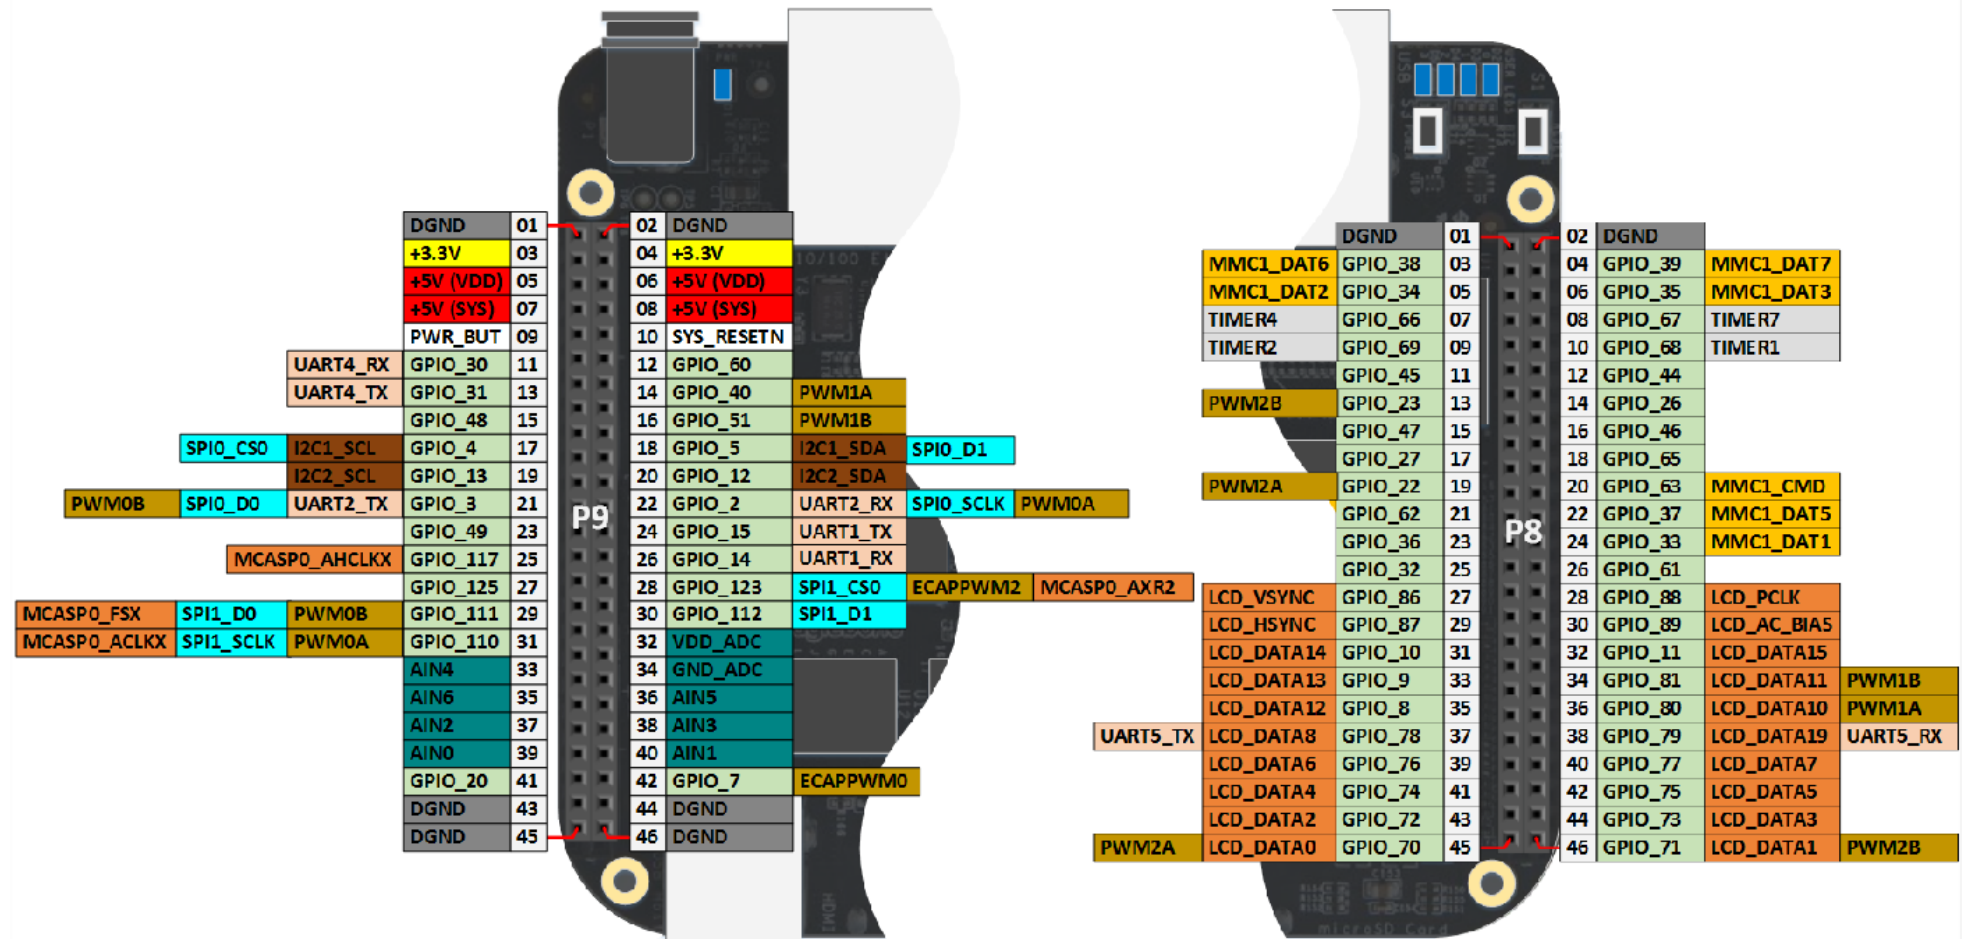 DGND 01 02 DGND
+3.3V 03 04 +3.3V
+5V (VDD) 05 06 +5V (VDD)
+5V (SYS) 07 08 +5V (SYS)
PWR_BUT 09 10 SYS_RESETN
UART4_RX GPIO_30 11 12 GPIO_60
UART4_TX GPIO_31 13 14 GPIO_40 PWM1A
GPIO_48 15 16 GPIO_51 PWM1B
SPI0_CS0 I2C1_SCL GPIO_4 17 18 GPIO_5 I2C1_SDA SPI0_D1
I2C2_SCL GPIO_13 19 20 GPIO_12 I2C2_SDA
PWM0B SPI0_D0 UART2_TX GPIO_3 21 22 GPIO_2 UART2_RX SPI0_SCLK PWM0A
P9
GPIO_49 23 24 GPIO_15 UART1_TX
MCASP0_AHCLKX GPIO_117 25 26 GPIO_14 UART1_RX
GPIO_125 27 28 GPIO_123 SPI1_CS0 ECAPPWM2 MCASP0_AXR2
MCASP0_FSX SPI1_D0 PWM0B GPIO_111 29 30 GPIO_112 SPI1_D1
MCASP0_ACLKX SPI1_SCLK PWM0A GPIO_110 31 32 VDD_ADC
AIN4 33 34 GND_ADC
AIN6 35 36 AIN5
AIN2 37 38 AIN3
AIN0 39 40 AIN1
GPIO_20 41 42 GPIO_7 ECAPPWM0
DGND 43 44 DGND
DGND 45 46 DGND
HDMI
S3
S1
DGND 01 02 DGND
MMC1_DAT6 GPIO_38 03 04 GPIO_39 MMC1_DAT7
MMC1_DAT2 GPIO_34 05 06 GPIO_35 MMC1_DAT3
TIMER4 GPIO_66 07 08 GPIO_67 TIMER7
TIMER2 GPIO_69 09 10 GPIO_68 TIMER1
GPIO_45 11 12 GPIO_44
PWM2B GPIO_23 13 14 GPIO_26
GPIO_47 15 16 GPIO_46
GPIO_27 17 18 GPIO_65
PWM2A GPIO_22 19 20 GPIO_63 MMC1_CMD
GPIO_62 21 22 GPIO_37 MMC1_DAT5
P8
GPIO_36 23 24 GPIO_33 MMC1_DAT1
GPIO_32 25 26 GPIO_61
LCD_VSYNC GPIO_86 27 28 GPIO_88 LCD_PCLK
LCD_HSYNC GPIO_87 29 30 GPIO_89 LCD_AC_BIAS
LCD_DATA14 GPIO_10 31 32 GPIO_11 LCD_DATA15
LCD_DATA13 GPIO_9 33 34 GPIO_81 LCD_DATA11 PWM1B
LCD_DATA12 GPIO_8 35 36 GPIO_80 LCD_DATA10 PWM1A
UART5_TX LCD_DATA8 GPIO_78 37 38 GPIO_79 LCD_DATA19 UART5_RX
LCD_DATA6 GPIO_76 39 40 GPIO_77 LCD_DATA7
LCD_DATA4 GPIO_74 41 42 GPIO_75 LCD_DATA5
LCD_DATA2 GPIO_72 43 44 GPIO_73 LCD_DATA3
PWM2A LCD_DATA0 GPIO_70 45 46 GPIO_71 LCD_DATA1 PWM2B
microSD Card